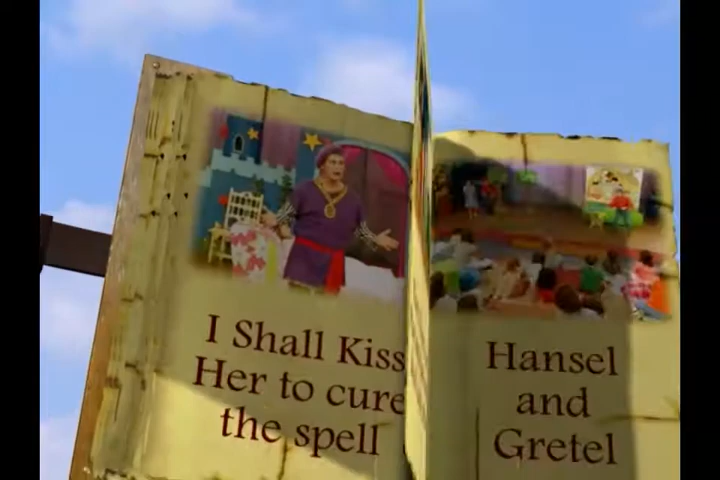 I Shall Kiss
Her to cure
the spell
Hansel
and
Gretel